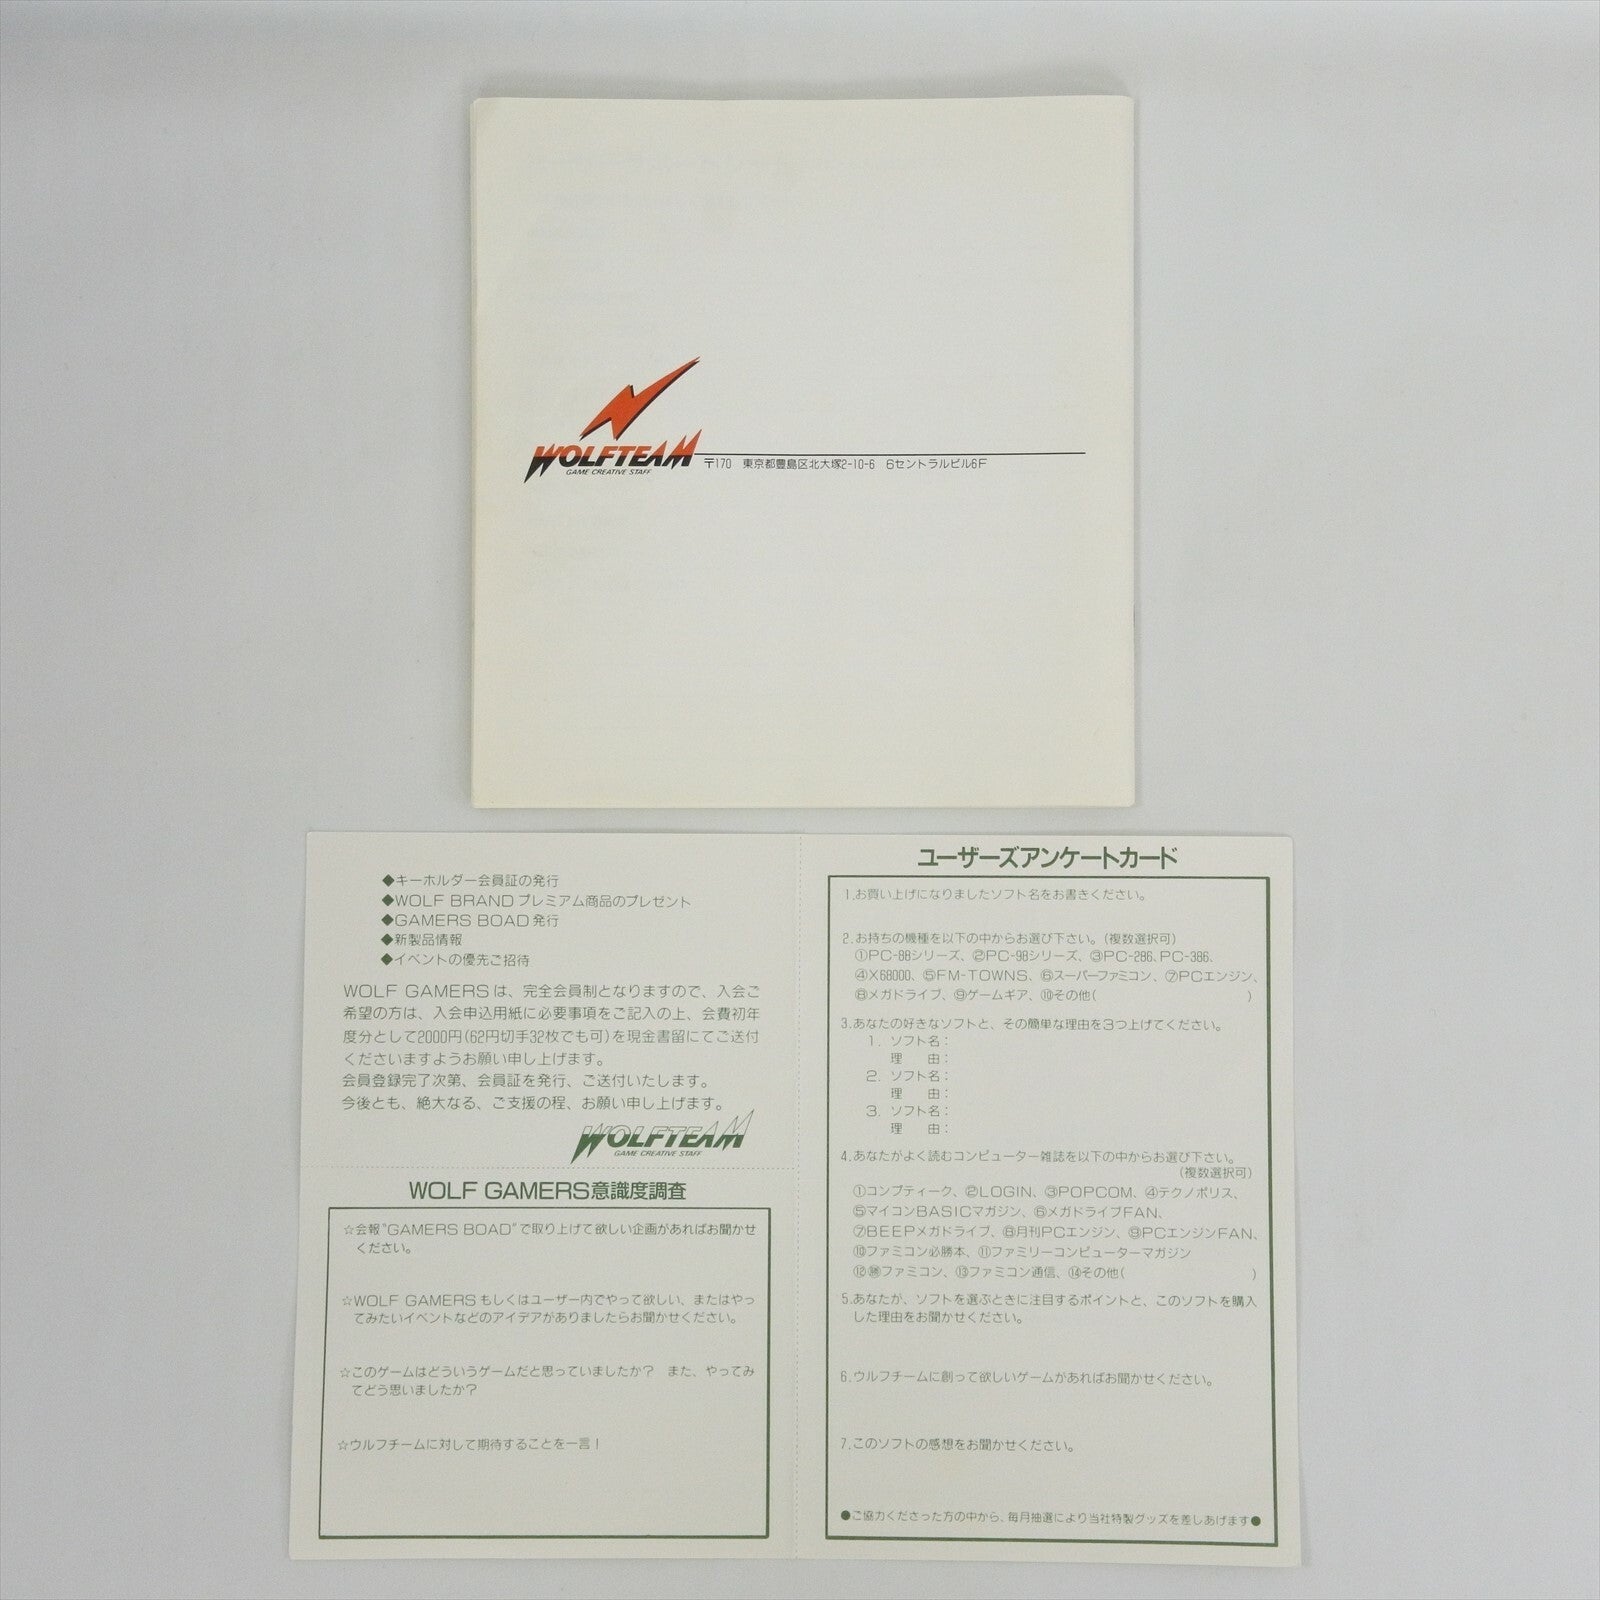 WOLFTEAM
GAME CREATIVE STAFF
〒170 東京都豊島区北大塚2-10-6 6セントラルビル6F
◆キーホルダー会員証の発行
◆WOLF BRANDプレミアム商品のプレゼント
◆GAMERS BOAD発行
◆新製品情報
◆イベントの優先ご招待
WOLF GAMERSは、完全会員制となりますので、入会ご
希望の方は、入会申込用紙に必要事項をご記入の上、会費初年
度分として2000円(62円切手32枚でも可)を現金書留にてご送付
くださいますようお願い申し上げます。
会員登録完了次第、会員証を発行、ご送付いたします。
今後とも、絶大なる、ご支援の程、お願い申し上げます。
WOLFTEAM
GAME CREATIVE STAFF
WOLF GAMERS意識度調査
☆会報"GAMERS BOAD"で取り上げて欲しい企画があればお聞かせ
ください。
☆WOLF GAMERSもしくはユーザー内でやって欲しい、またはやっ
てみたいイベントなどのアイデアがありましたらお聞かせください。
☆このゲームはどういうゲームだと思っていましたか? また、やってみ
てどう思いましたか?
☆ウルフチームに対して期待することを一言!
ユーザーズアンケートカード
1.お買い上げになりましたソフト名をお書きください。
2.お持ちの機種を以下の中からお選び下さい。(複数選択可)
①PC-88シリーズ、②PC-98シリーズ、③PC-286、PC-386、
④X68000、⑤FM-TOWNS、⑥スーパーファミコン、⑦PCエンジン、
⑧メガドライブ、⑨ゲームギア、⑩その他( )
3.あなたの好きなソフトと、その簡単な理由を3つ上げてください。
1. ソフト名:
理 由:
2. ソフト名:
理 由:
3. ソフト名:
理 由:
4.あなたがよく読むコンピューター雑誌を以下の中からお選び下さい。
(複数選択可)
①コンプティーク、②LOGIN、③POPCOM、④テクノポリス、
⑤マイコンBASICマガジン、⑥メガドライブFAN、
⑦BEEPメガドライブ、⑧月刊PCエンジン、⑨PCエンジンFAN、
⑩ファミコン必勝本、⑪ファミリーコンピューターマガジン
⑫㊝ファミコン、⑬ファミコン通信、⑭その他( )
5.あなたが、ソフトを選ぶときに注目するポイントと、このソフトを購入
した理由をお聞かせください。
6.ウルフチームに創って欲しいゲームがあればお聞かせください。
7.このソフトの感想をお聞かせください。
●ご協力くださった方の中から、毎月抽選により当社特製グッズを差しあげます●